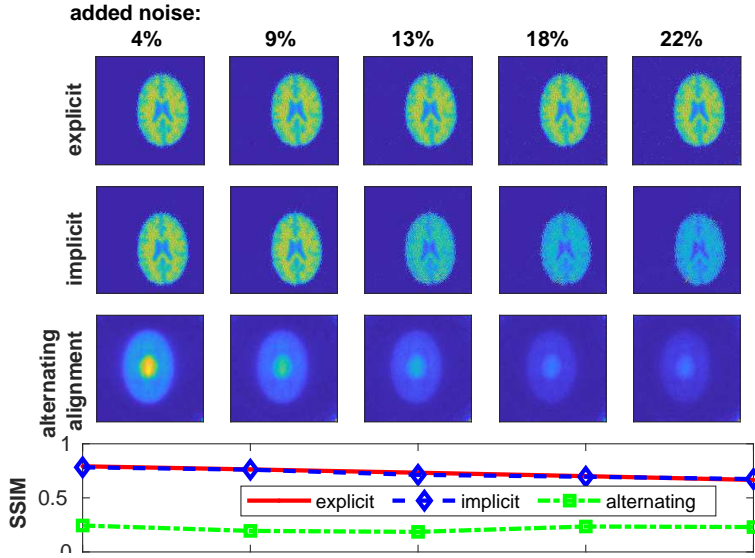 added noise:
4% 9% 13% 18% 22%
explicit
implicit
alternating
alignment
1
0.5
0
SSIM
explicit implicit alternating